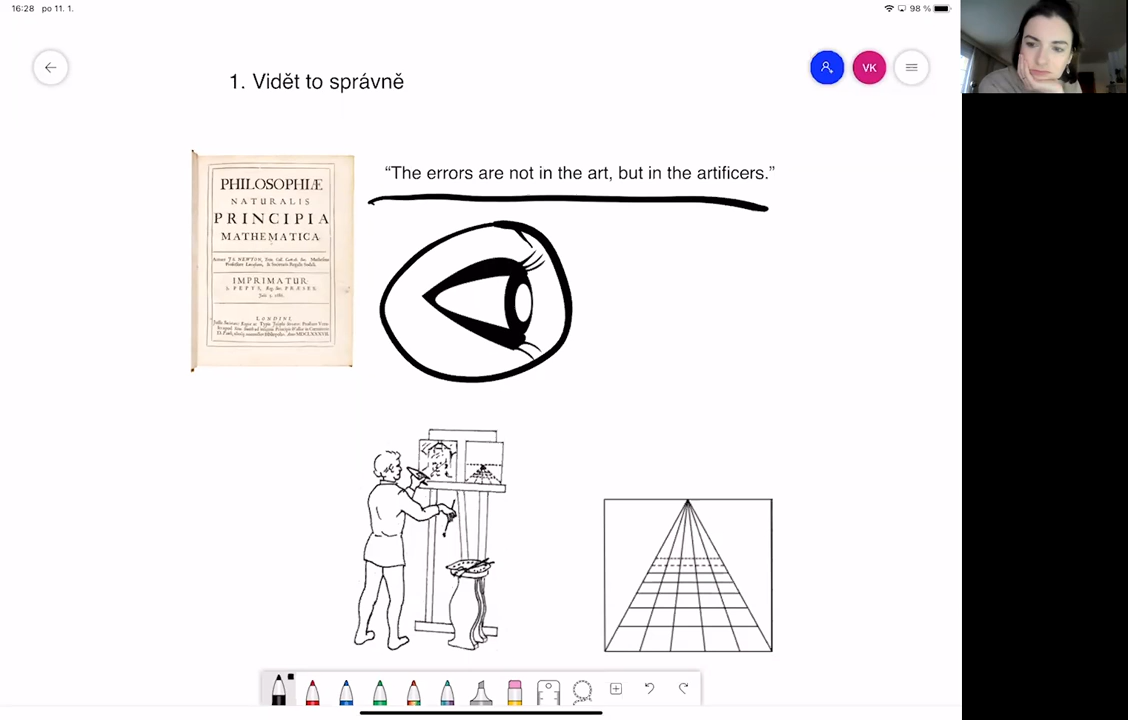 16:28 po 11. 1.
98 %
VK
1. Vidět to správně
“The errors are not in the art, but in the artificers.”
PHILOSOPHIÆ
NATURALIS
PRINCIPIA
MATHEMATICA
IMPRIMATUR
S. PEPYS, Reg. Soc. PRÆSES.
LONDINI,